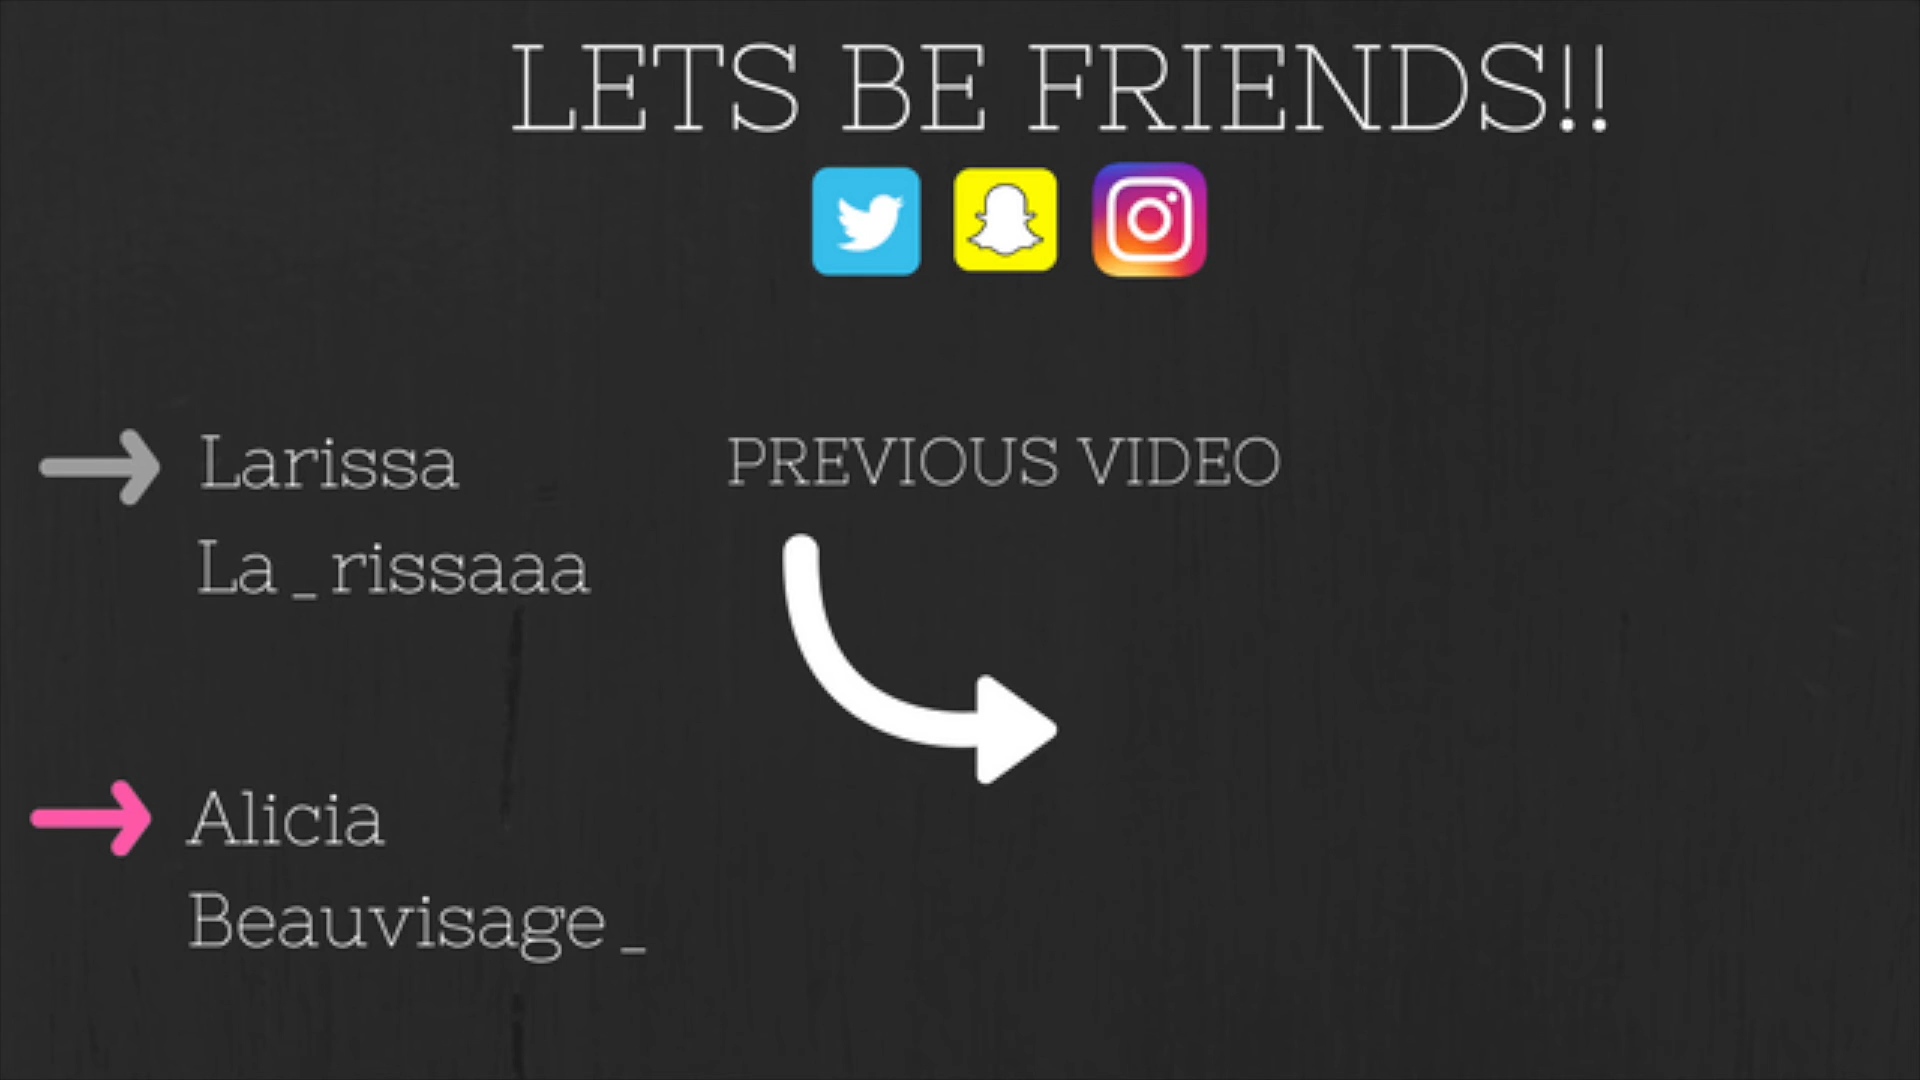 LETS BE FRIENDS!!
Larissa
La_rissaaa
PREVIOUS VIDEO
Alicia
Beauvisage_